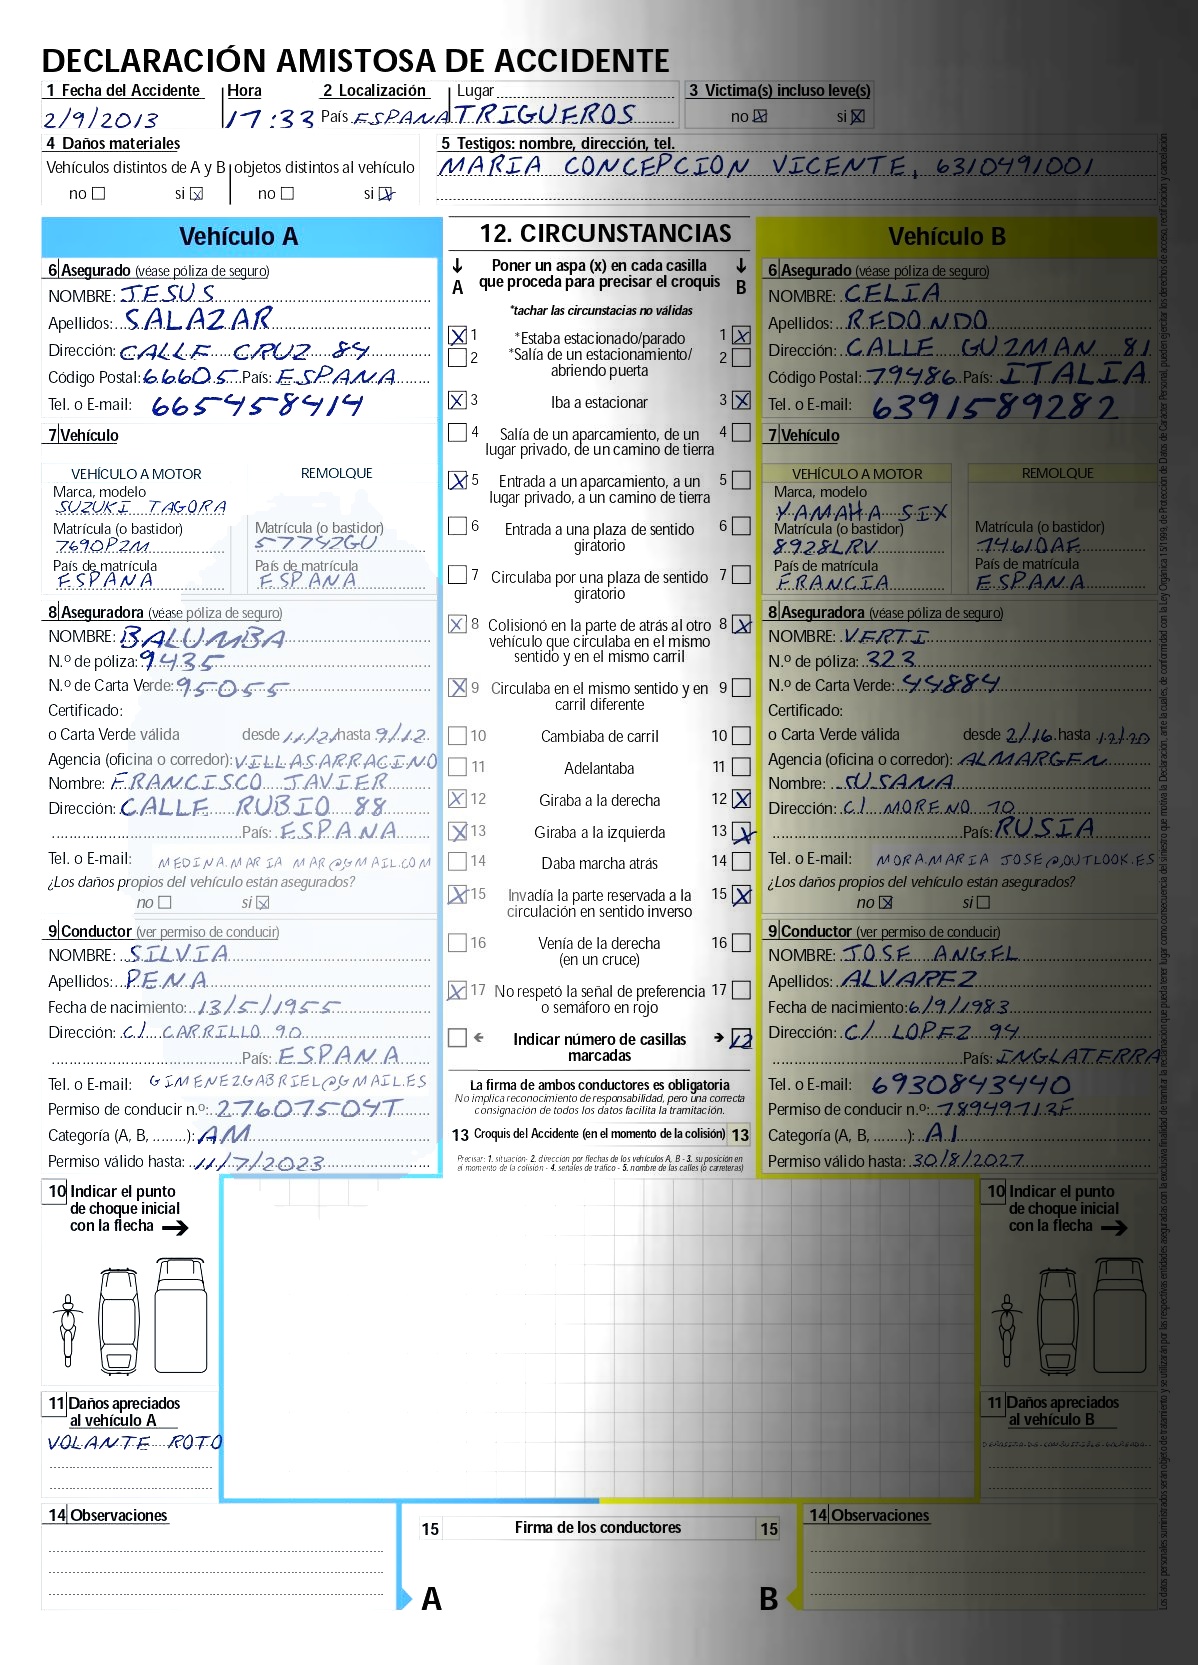 DECLARACIÓN AMISTOSA DE ACCIDENTE
1 Fecha del Accidente Hora 2 Localización Lugar 3 Victima(s) incluso leve(s)
2/9/2013 17:33 País ESPANA TRIGUEROS no si
4 Daños materiales 5 Testigos: nombre, dirección, tel.
Vehículos distintos de A y B objetos distintos al vehículo MARIA CONCEPCION VICENTE, 6310491001
no si no si
Vehículo A
6 Asegurado (véase póliza de seguro)
NOMBRE: JESUS
Apellidos: SALAZAR
Dirección: CALLE CRUZ 84
Código Postal: 66605 País: ESPANA
Tel. o E-mail: 665458414
7 Vehículo
VEHÍCULO A MOTOR REMOLQUE
Marca, modelo
SUZUKI TAGORA
Matrícula (o bastidor) Matrícula (o bastidor)
7690PZM 5779ZGU
País de matrícula País de matrícula
ESPANA ESPANA
8 Aseguradora (véase póliza de seguro)
NOMBRE: BALUMBA
N.º de póliza: 9435
N.º de Carta Verde: 95055
Certificado:
o Carta Verde válida desde 11/21 hasta 9/12
Agencia (oficina o corredor): VILLASARRACINO
Nombre: FRANCISCO JAVIER
Dirección: CALLE RUBIO 88
País: ESPANA
Tel. o E-mail: MEDINA.MARIA MAR@GMAIL.COM
¿Los daños propios del vehículo están asegurados?
no si
9 Conductor (ver permiso de conducir)
NOMBRE: SILVIA
Apellidos: PENA
Fecha de nacimiento: 13/5/1955
Dirección: C/ CARRILLO 90
País: ESPANA
Tel. o E-mail: GIMENEZGABRIEL@GMAIL.ES
Permiso de conducir n.º: 27607504T
Categoría (A, B, ........): AM
Permiso válido hasta: 11/7/2023
12. CIRCUNSTANCIAS
A Poner un aspa (x) en cada casilla que proceda para precisar el croquis B
*tachar las circunstacias no válidas
1 *Estaba estacionado/parado 1
2 *Salía de un estacionamiento/ 2
abriendo puerta
3 Iba a estacionar 3
4 Salía de un aparcamiento, de un 4
lugar privado, de un camino de tierra
5 Entrada a un aparcamiento, a un 5
lugar privado, a un camino de tierra
6 Entrada a una plaza de sentido 6
giratorio
7 Circulaba por una plaza de sentido 7
giratorio
8 Colisionó en la parte de atrás al otro 8
vehículo que circulaba en el mismo
sentido y en el mismo carril
9 Circulaba en el mismo sentido y en 9
carril diferente
10 Cambiaba de carril 10
11 Adelantaba 11
12 Giraba a la derecha 12
13 Giraba a la izquierda 13
14 Daba marcha atrás 14
15 Invadía la parte reservada a la 15
circulación en sentido inverso
16 Venía de la derecha 16
(en un cruce)
17 No respetó la señal de preferencia 17
o semáforo en rojo
Indicar número de casillas 12
marcadas
La firma de ambos conductores es obligatoria
No implica reconocimiento de responsabilidad, pero una correcta
consignacion de todos los datos facilita la tramitación.
13 Croquis del Accidente (en el momento de la colisión) 13
Precisar: 1. situación- 2. dirección por flechas de los vehículos A, B - 3. su posición en
el momento de la colisión - 4. señales de tráfico - 5. nombre de las calles (o carreteras)
Vehículo B
6 Asegurado (véase póliza de seguro)
NOMBRE: CELIA
Apellidos: REDONDO
Dirección: CALLE GUZMAN 81
Código Postal: 79486 País: ITALIA
Tel. o E-mail: 6391589282
7 Vehículo
VEHÍCULO A MOTOR REMOLQUE
Marca, modelo
YAMAHA SIX
Matrícula (o bastidor) Matrícula (o bastidor)
8928LRV 7461DAE
País de matrícula País de matrícula
FRANCIA ESPANA
8 Aseguradora (véase póliza de seguro)
NOMBRE: VERTI
N.º de póliza: 323
N.º de Carta Verde: 44884
Certificado:
o Carta Verde válida desde 2/16 hasta 12/20
Agencia (oficina o corredor): ALMARGEN
Nombre: SUSANA
Dirección: C/ MORENO 70
País: RUSIA
Tel. o E-mail: MORA.MARIA JOSE@OUTLOOK.ES
¿Los daños propios del vehículo están asegurados?
no si
9 Conductor (ver permiso de conducir)
NOMBRE: JOSE ANGEL
Apellidos: ALVAREZ
Fecha de nacimiento: 6/9/1983
Dirección: C/ LOPEZ 94
País: INGLATERRA
Tel. o E-mail: 6930843440
Permiso de conducir n.º: 78949713F
Categoría (A, B, ........): A1
Permiso válido hasta: 30/8/2027
10 Indicar el punto
de choque inicial
con la flecha
10 Indicar el punto
de choque inicial
con la flecha
11 Daños apreciados
al vehículo A
VOLANTE ROTO
11 Daños apreciados
al vehículo B
14 Observaciones
15 Firma de los conductores 15
A B
14 Observaciones